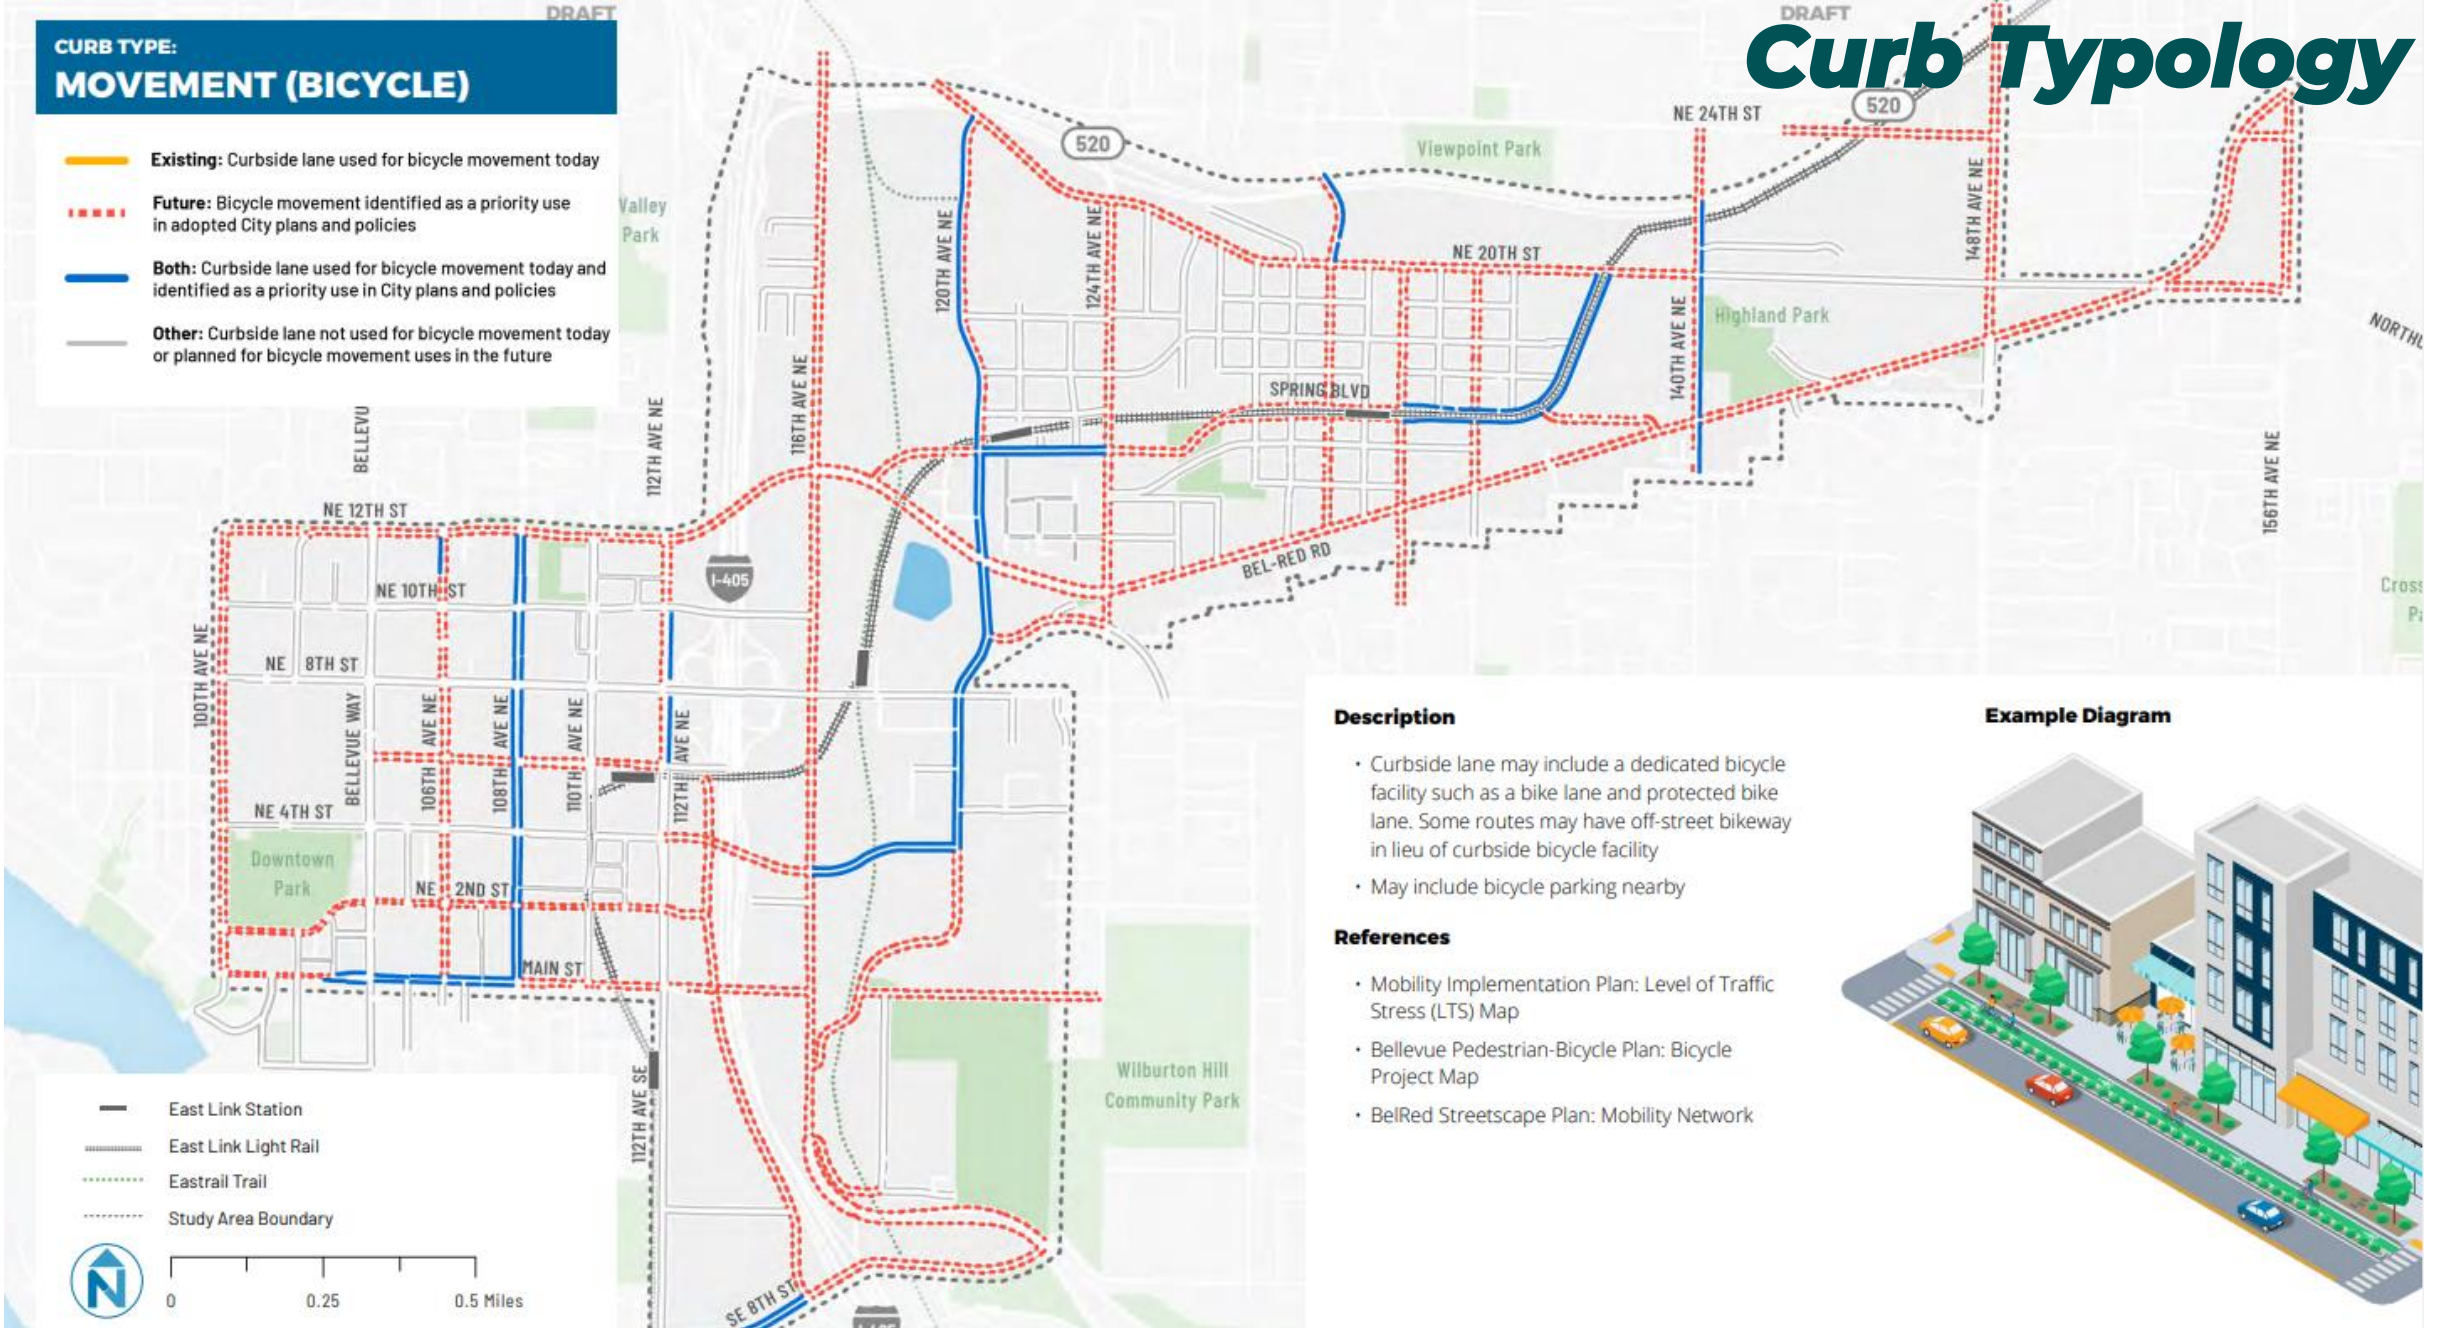 DRAFT
DRAFT
Curb Typology
CURB TYPE:
MOVEMENT (BICYCLE)
Existing: Curbside lane used for bicycle movement today
Future: Bicycle movement identified as a priority use
in adopted City plans and policies
Both: Curbside lane used for bicycle movement today and
identified as a priority use in City plans and policies
Other: Curbside lane not used for bicycle movement today
or planned for bicycle movement uses in the future
Valley
Park
520
Viewpoint Park
NE 24TH ST
520
148TH AVE NE
120TH AVE NE
124TH AVE NE
NE 20TH ST
140TH AVE NE
Highland Park
116TH AVE NE
SPRING BLVD
112TH AVE NE
156TH AVE NE
NE 12TH ST
I-405
NE 10TH ST
BEL-RED RD
100TH AVE NE
NE 8TH ST
BELLEVUE WAY
106TH AVE NE
108TH AVE NE
110TH AVE NE
112TH AVE NE
NE 4TH ST
Downtown
Park
NE 2ND ST
MAIN ST
112TH AVE SE
Wilburton Hill
Community Park
SE 8TH ST
East Link Station
East Link Light Rail
Eastrail Trail
Study Area Boundary
N
0 0.25 0.5 Miles
Description
• Curbside lane may include a dedicated bicycle
facility such as a bike lane and protected bike
lane. Some routes may have off-street bikeway
in lieu of curbside bicycle facility
• May include bicycle parking nearby
References
• Mobility Implementation Plan: Level of Traffic
Stress (LTS) Map
• Bellevue Pedestrian-Bicycle Plan: Bicycle
Project Map
• BelRed Streetscape Plan: Mobility Network
Example Diagram